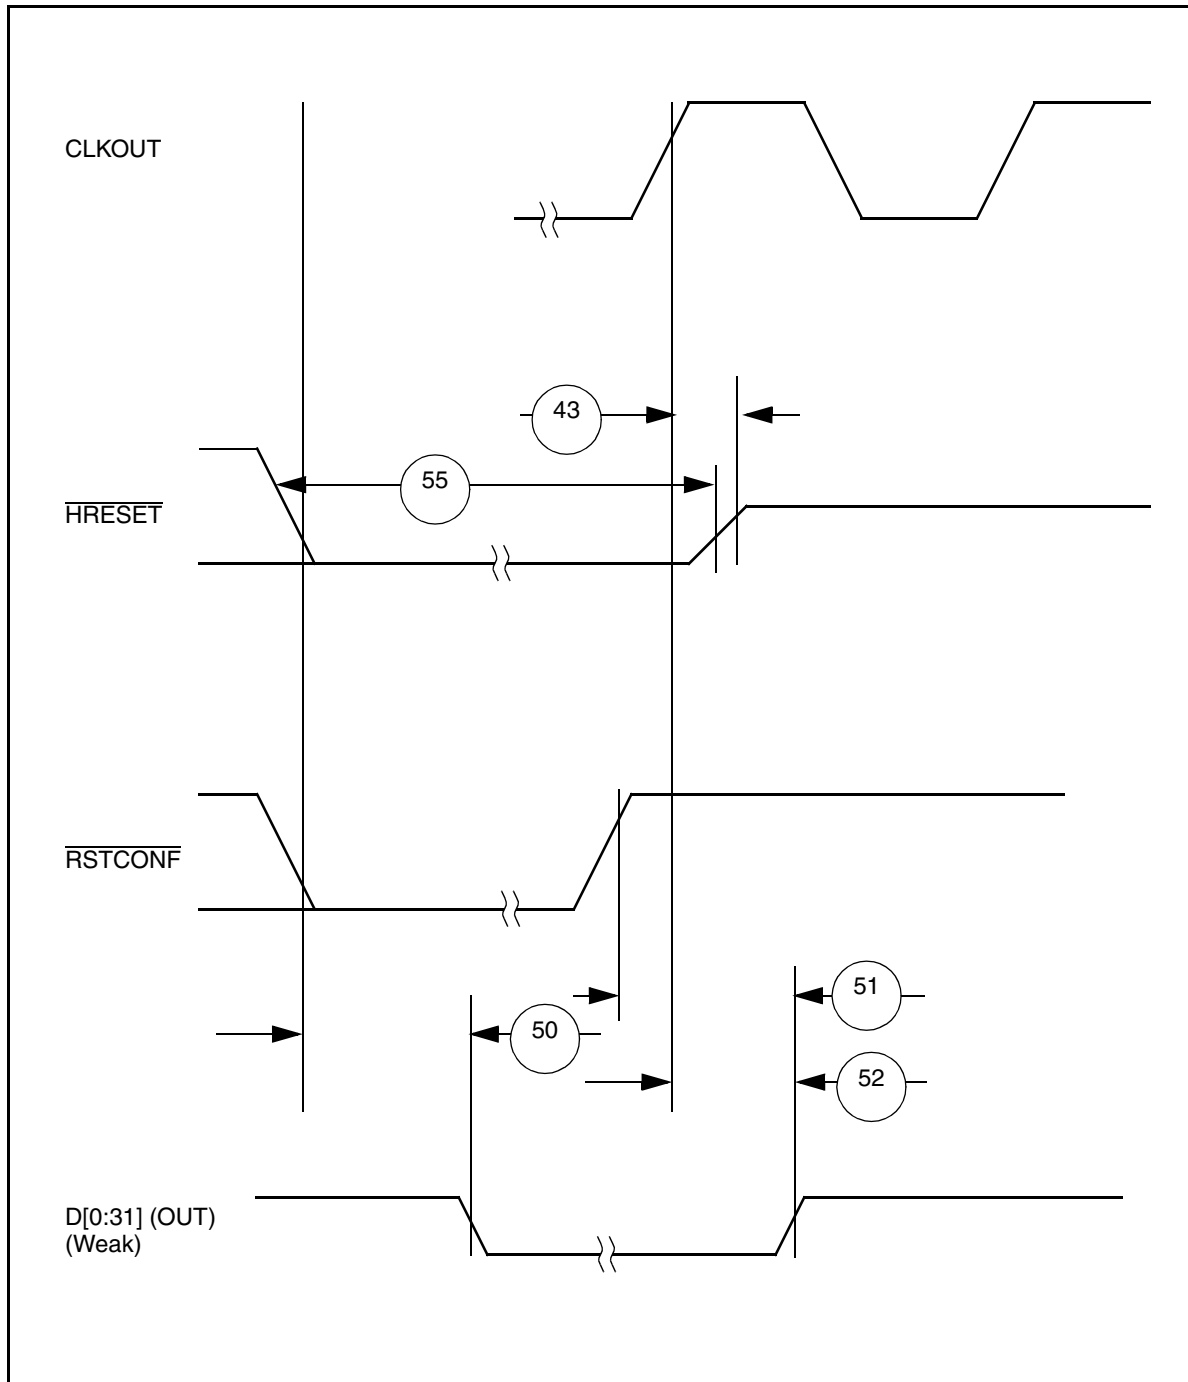 CLKOUT
43
55
HRESET
RSTCONF
51
50
52
D[0:31] (OUT)
(Weak)